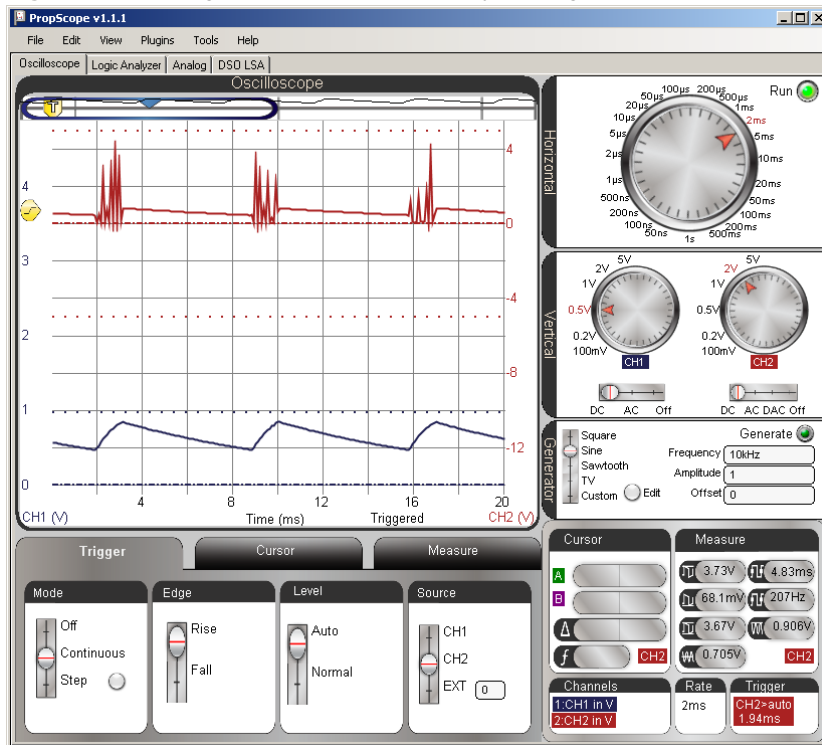 PropScope v1.1.1
File Edit View Plugins Tools Help
Oscilloscope Logic Analyzer Analog DSO LSA
Oscilloscope
T
4
3
2
1
0
4
0
-4
-8
-12
4 8 12 16 20
CH1 (V) Time (ms) Triggered CH2 (V)
Horizontal
Run
50ns
100ns
200ns
500ns
1µs
2µs
5µs
10µs
20µs
50µs
100µs
200µs
500µs
1ms
2ms
5ms
10ms
20ms
50ms
100ms
200ms
500ms
1s
Vertical
5V
2V
1V
0.5V
0.2V
100mV
CH1
DC AC Off
5V
2V
1V
0.5V
0.2V
100mV
CH2
DC AC DAC Off
Generator
Square
Sine
Sawtooth
TV
Custom Edit
Generate
Frequency 10kHz
Amplitude 1
Offset 0
Trigger Cursor Measure
Mode
Off
Continuous
Step
Edge
Rise
Fall
Level
Auto
Normal
Source
CH1
CH2
EXT 0
Cursor
A
B
Δ
f CH2
Measure
3.73V 4.83ms
68.1mV 207Hz
3.67V 0.906V
0.705V CH2
Channels
1:CH1 in V
2:CH2 in V
Rate
2ms
Trigger
CH2>auto
1.94ms